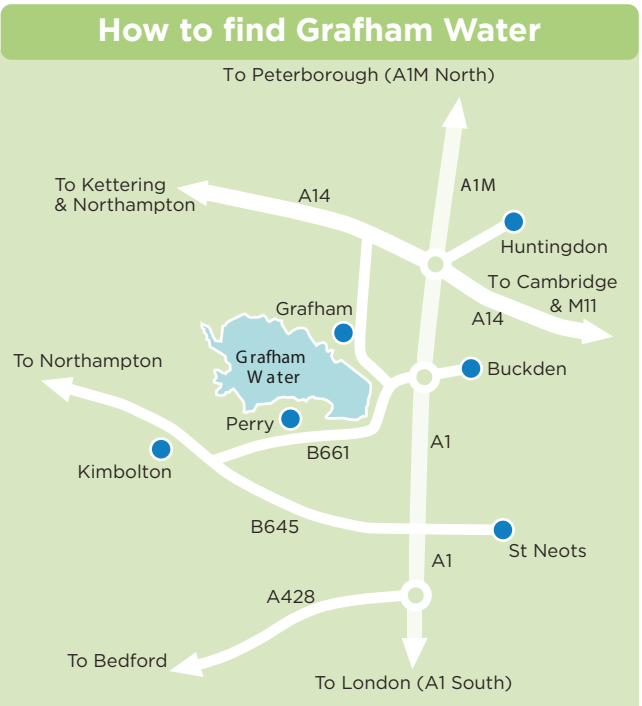 How to find Grafham Water
To Peterborough (A1M North)
To Kettering
& Northampton
A14
A1M
Huntingdon
To Cambridge
& M11
A14
Grafham
Grafham
Water
To Northampton
Buckden
Perry
B661
A1
Kimbolton
B645
St Neots
A1
A428
To Bedford
To London (A1 South)